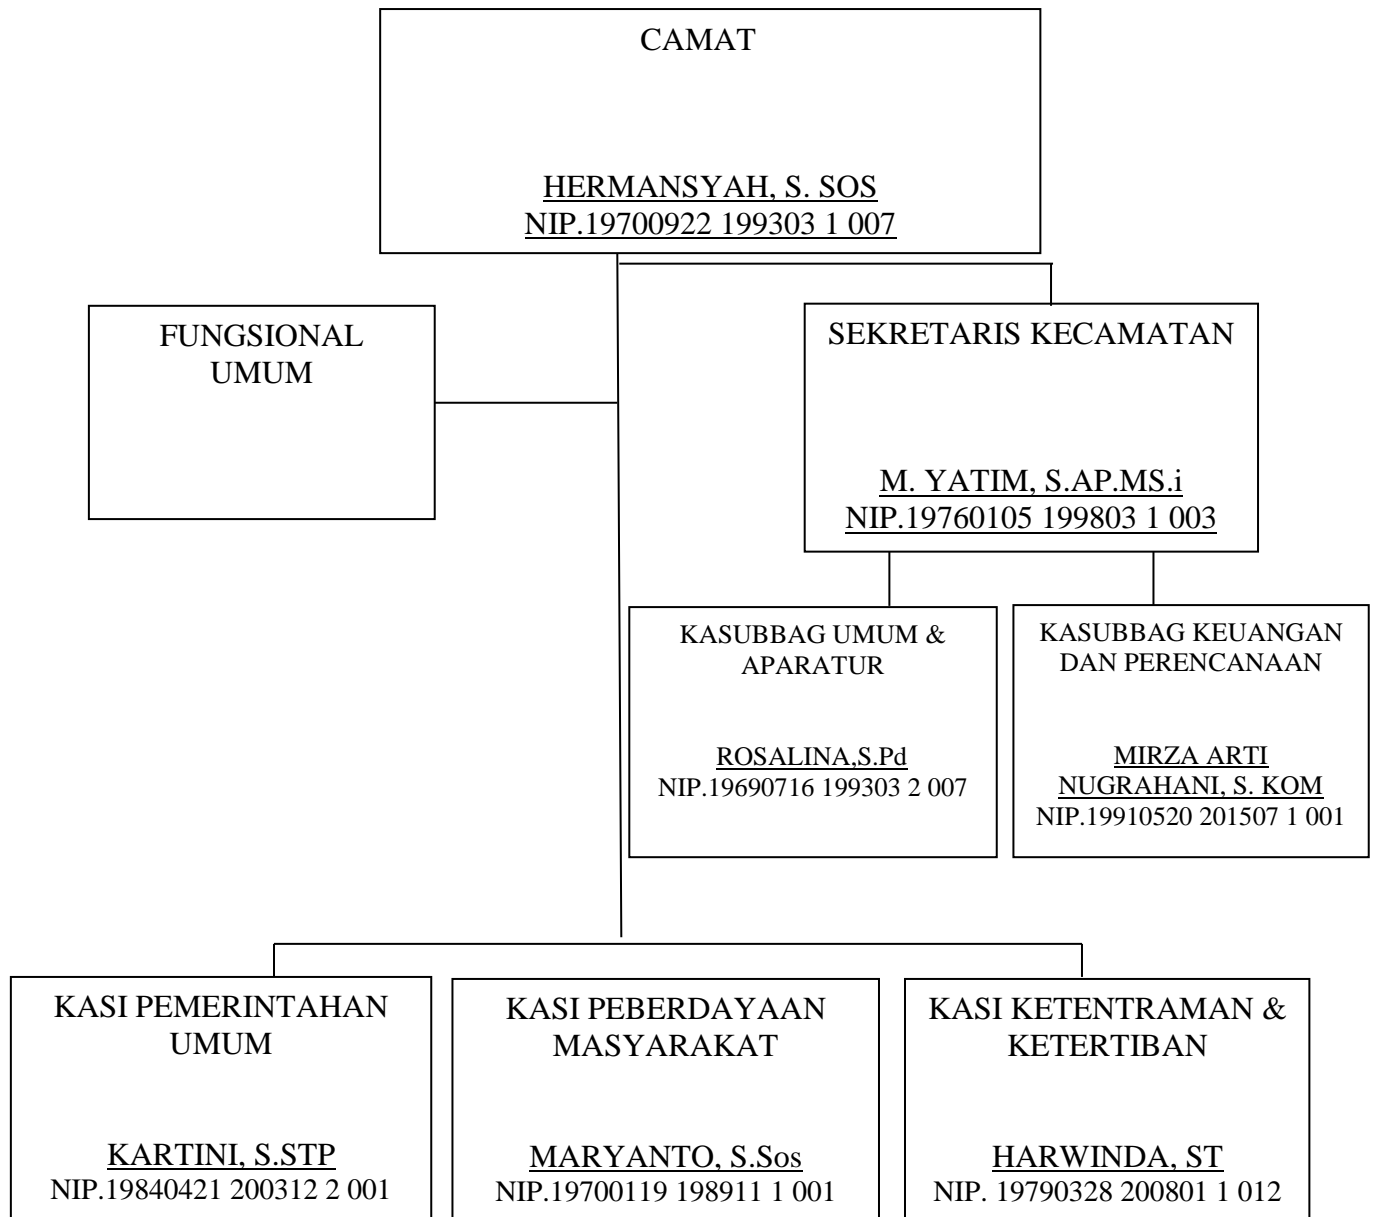 CAMAT
HERMANSYAH, S. SOS
NIP.19700922 199303 1 007
FUNGSIONAL
UMUM
SEKRETARIS KECAMATAN
M. YATIM, S.AP.MS.i
NIP.19760105 199803 1 003
KASUBBAG UMUM &
APARATUR
ROSALINA,S.Pd
NIP.19690716 199303 2 007
KASUBBAG KEUANGAN
DAN PERENCANAAN
MIRZA ARTI
NUGRAHANI, S. KOM
NIP.19910520 201507 1 001
KASI PEMERINTAHAN
UMUM
KARTINI, S.STP
NIP.19840421 200312 2 001
KASI PEBERDAYAAN
MASYARAKAT
MARYANTO, S.Sos
NIP.19700119 198911 1 001
KASI KETENTRAMAN &
KETERTIBAN
HARWINDA, ST
NIP. 19790328 200801 1 012